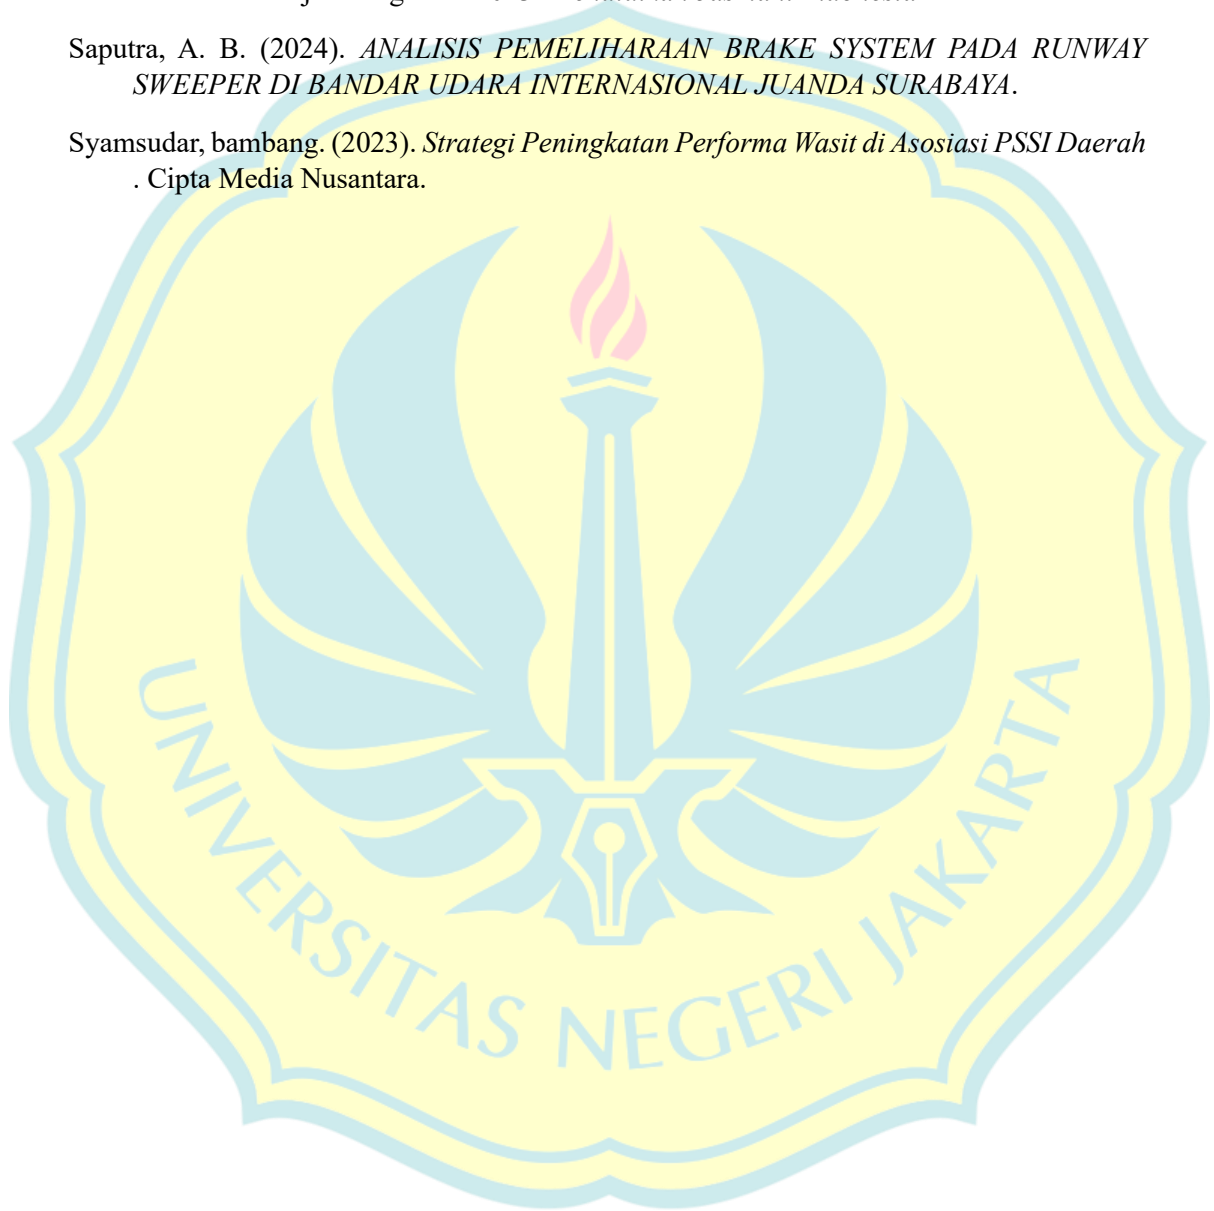 Saputra, A. B. (2024). ANALISIS PEMELIHARAAN BRAKE SYSTEM PADA RUNWAY
SWEEPER DI BANDAR UDARA INTERNASIONAL JUANDA SURABAYA.
Syamsudar, bambang. (2023). Strategi Peningkatan Performa Wasit di Asosiasi PSSI Daerah
. Cipta Media Nusantara.
UNIVERSITAS NEGERI JAKARTA